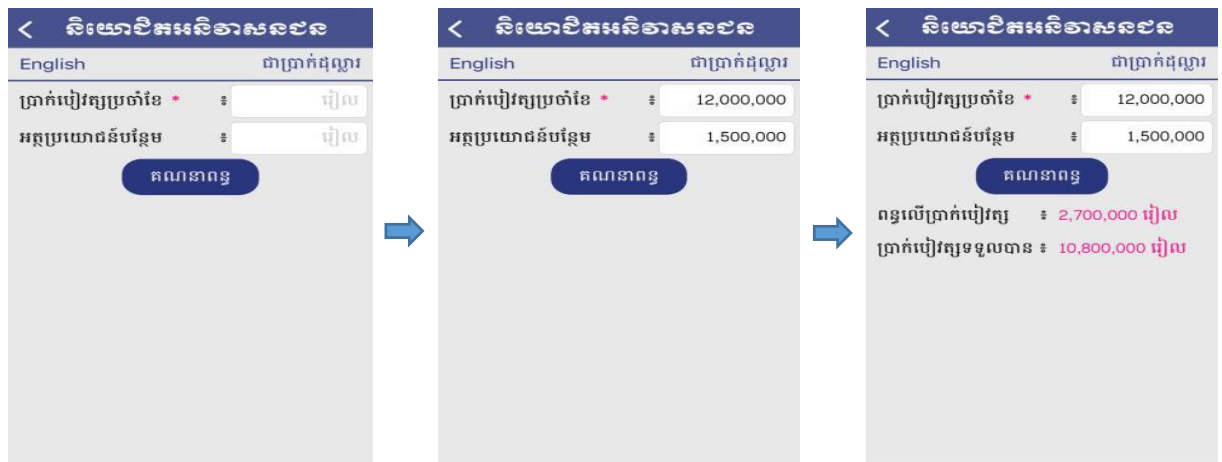 < និយោជិតអនិវាសនជន
English ជាប្រាក់ដុល្លារ
ប្រាក់បៀវត្សប្រចាំខែ * ៖ រៀល
អត្ថប្រយោជន៍បន្ថែម ៖ រៀល
គណនាពន្ធ
< និយោជិតអនិវាសនជន
English ជាប្រាក់ដុល្លារ
ប្រាក់បៀវត្សប្រចាំខែ * ៖ 12,000,000
អត្ថប្រយោជន៍បន្ថែម ៖ 1,500,000
គណនាពន្ធ
< និយោជិតអនិវាសនជន
English ជាប្រាក់ដុល្លារ
ប្រាក់បៀវត្សប្រចាំខែ * ៖ 12,000,000
អត្ថប្រយោជន៍បន្ថែម ៖ 1,500,000
គណនាពន្ធ
ពន្ធលើប្រាក់បៀវត្ស ៖ 2,700,000 រៀល
ប្រាក់បៀវត្សទទួលបាន ៖ 10,800,000 រៀល